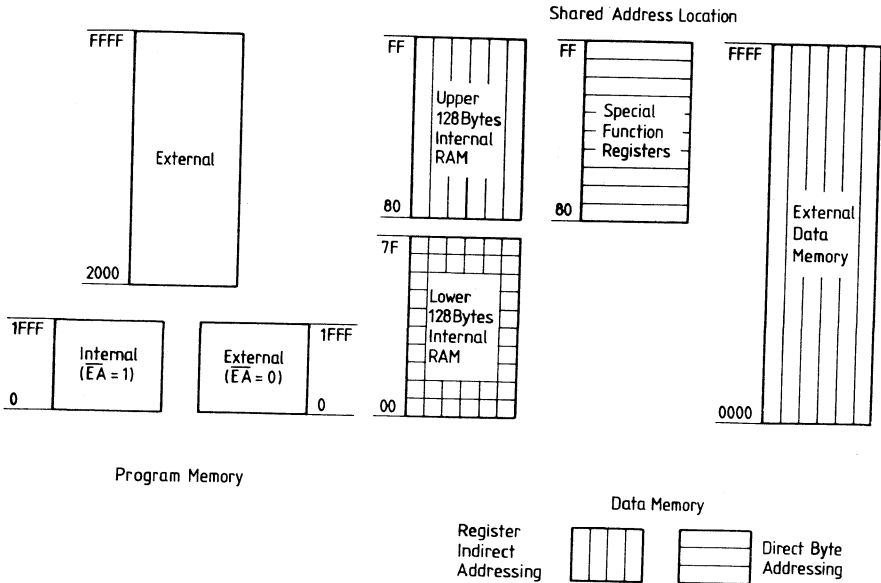 Shared Address Location
FFFF
External
2000
1FFF
Internal
(EA = 1)
0
External
(EA = 0)
1FFF
0
Program Memory
FF
Upper
128Bytes
Internal
RAM
80
7F
Lower
128Bytes
Internal
RAM
00
FF
Special
Function
Registers
80
FFFF
External
Data
Memory
0000
Data Memory
Register
Indirect
Addressing
Direct Byte
Addressing